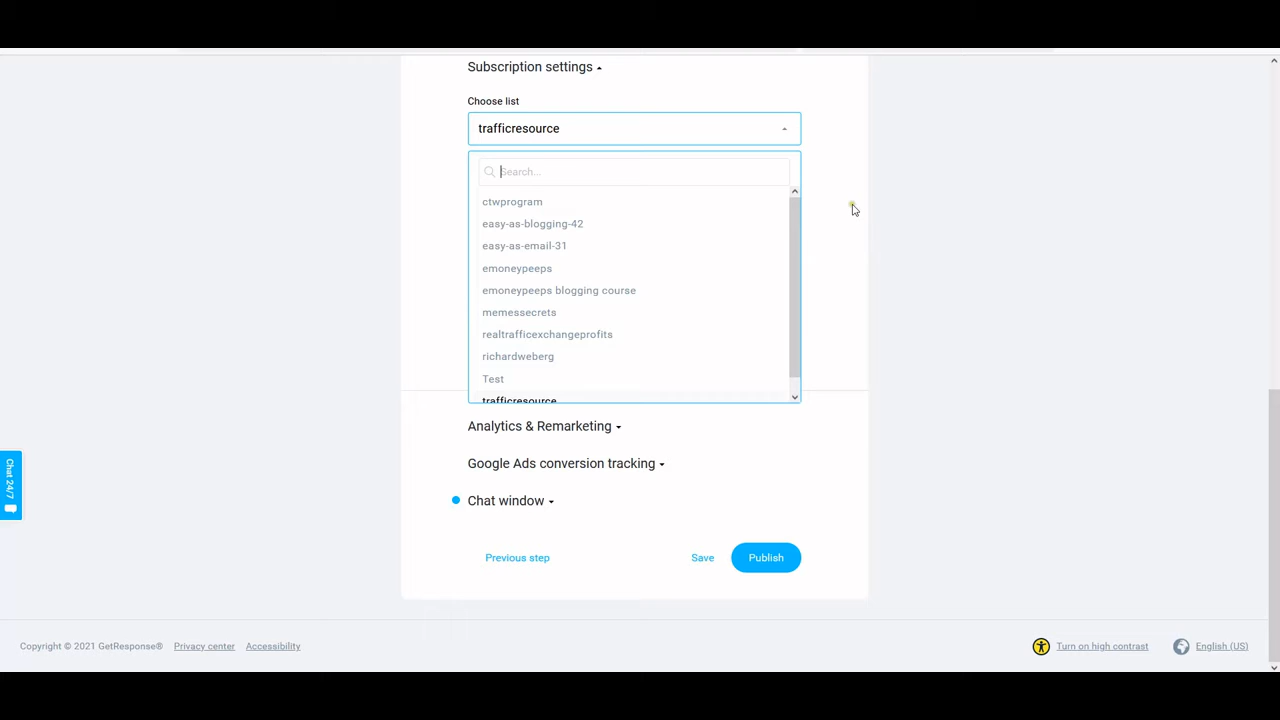 Subscription settings
Choose list
trafficresource
Search...
ctwprogram
easy-as-blogging-42
easy-as-email-31
emoneypeeps
emoneypeeps blogging course
memessecrets
realtrafficexchangeprofits
richardweberg
Test
trafficresource
Analytics & Remarketing
Google Ads conversion tracking
Chat window
Chat 24/7
Previous step Save Publish
Copyright © 2021 GetResponse® Privacy center Accessibility Turn on high contrast English (US)